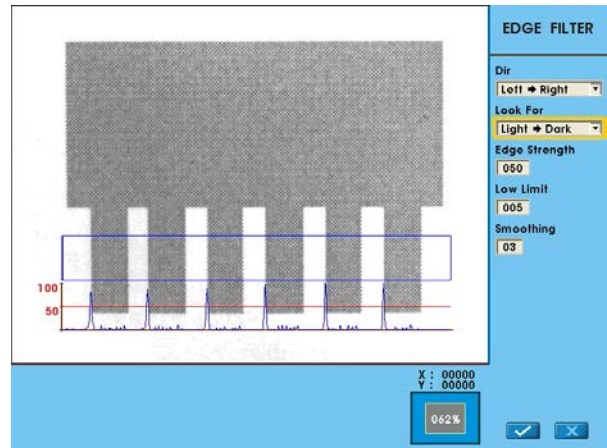 EDGE FILTER
Dir
Left → Right
Look For
Light → Dark
Edge Strength
050
Low Limit
005
Smoothing
03
100
50
X : 00000
Y : 00000
062%